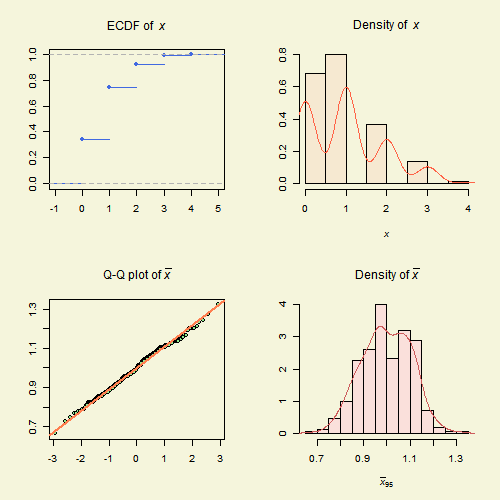 ECDF of x
Density of x
0.0 0.2 0.4 0.6 0.8 1.0
-1 0 1 2 3 4 5
0.0 0.2 0.4 0.6 0.8
0 1 2 3 4
x
Q-Q plot of x̅
Density of x̅
0.7 0.9 1.1 1.3
-3 -2 -1 0 1 2 3
0 1 2 3 4
0.7 0.9 1.1 1.3
x̅95